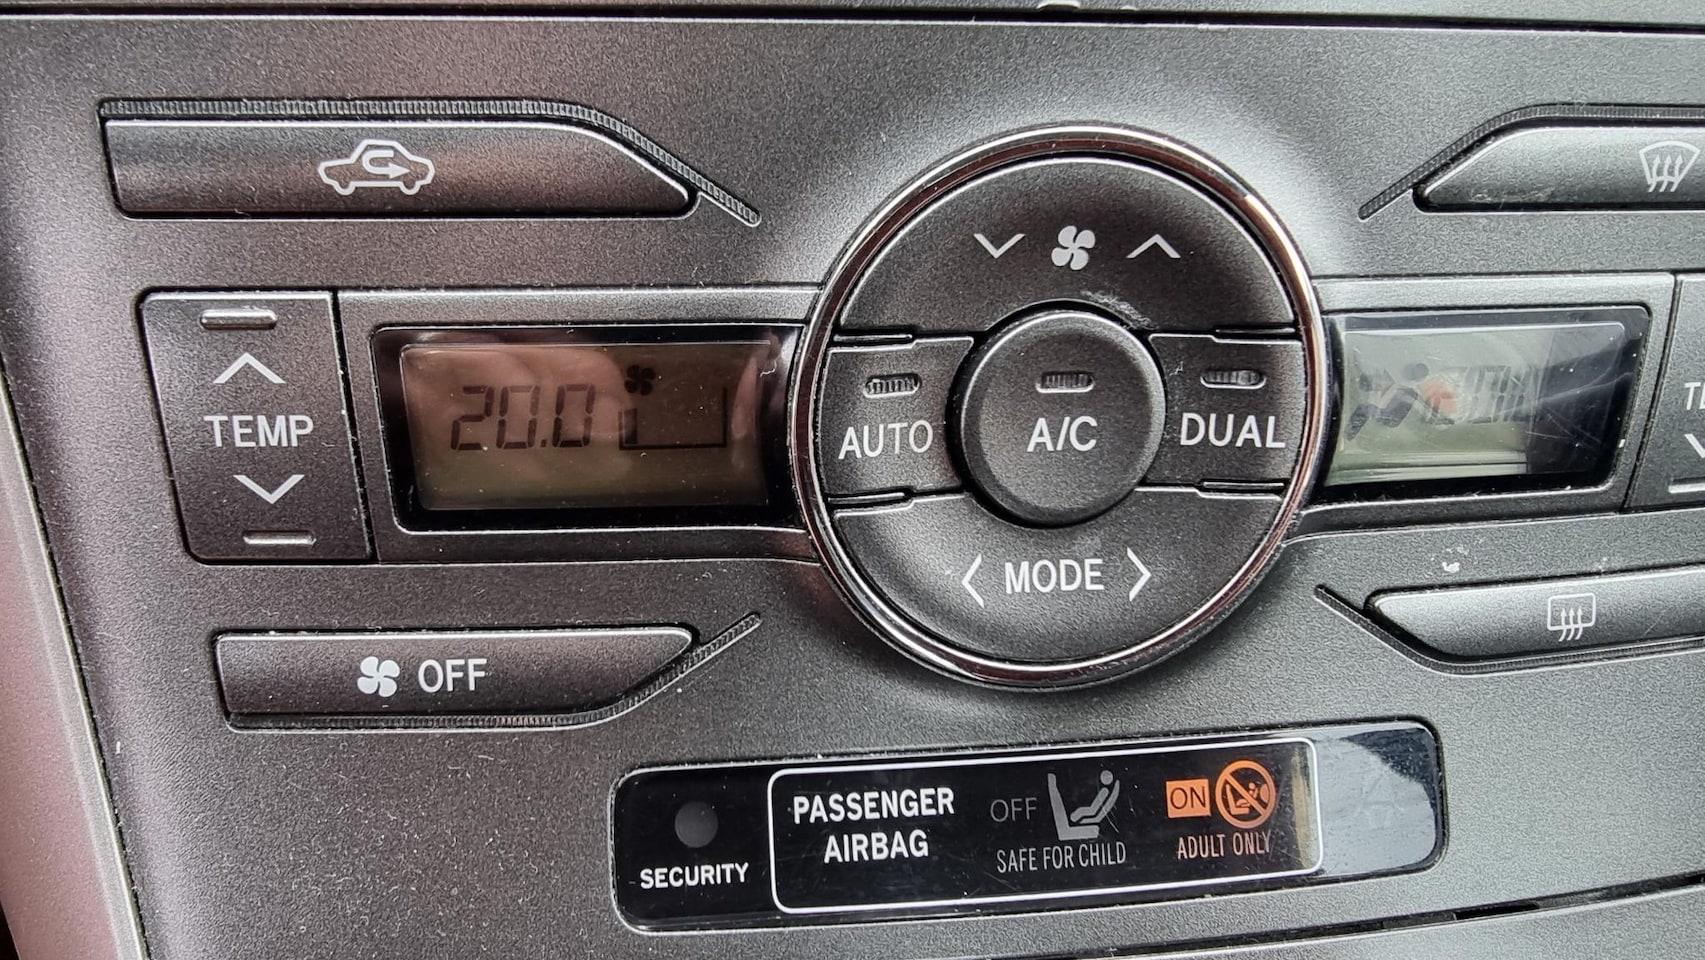 TEMP
20.0
AUTO
A/C
DUAL
MODE
OFF
PASSENGER
AIRBAG
OFF
SAFE FOR CHILD
ON
ADULT ONLY
SECURITY